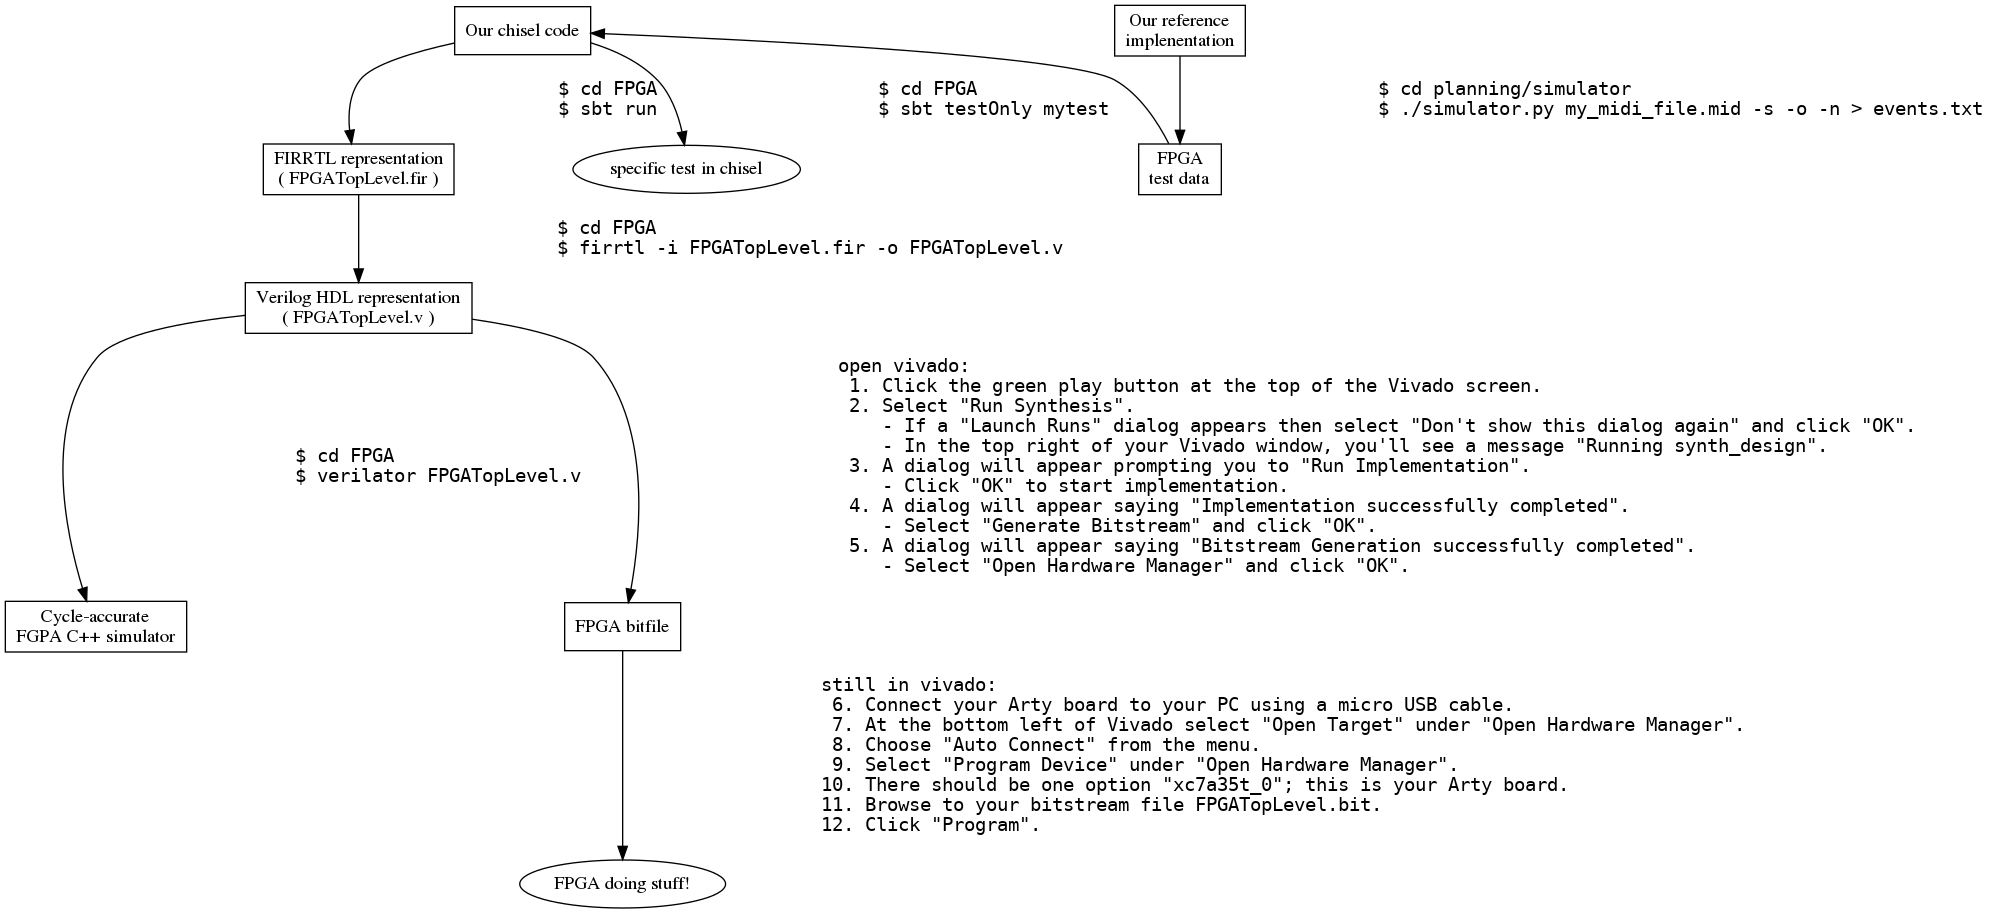 Our chisel code
Our reference
implenentation
$ cd FPGA
$ sbt run
$ cd FPGA
$ sbt testOnly mytest
$ cd planning/simulator
$ ./simulator.py my_midi_file.mid -s -o -n > events.txt
FIRRTL representation
( FPGATopLevel.fir )
specific test in chisel
FPGA
test data
$ cd FPGA
$ firrtl -i FPGATopLevel.fir -o FPGATopLevel.v
Verilog HDL representation
( FPGATopLevel.v )
$ cd FPGA
$ verilator FPGATopLevel.v
open vivado:
1. Click the green play button at the top of the Vivado screen.
2. Select "Run Synthesis".
- If a "Launch Runs" dialog appears then select "Don't show this dialog again" and click "OK".
- In the top right of your Vivado window, you'll see a message "Running synth_design".
3. A dialog will appear prompting you to "Run Implementation".
- Click "OK" to start implementation.
4. A dialog will appear saying "Implementation successfully completed".
- Select "Generate Bitstream" and click "OK".
5. A dialog will appear saying "Bitstream Generation successfully completed".
- Select "Open Hardware Manager" and click "OK".
Cycle-accurate
FGPA C++ simulator
FPGA bitfile
still in vivado:
6. Connect your Arty board to your PC using a micro USB cable.
7. At the bottom left of Vivado select "Open Target" under "Open Hardware Manager".
8. Choose "Auto Connect" from the menu.
9. Select "Program Device" under "Open Hardware Manager".
10. There should be one option "xc7a35t_0"; this is your Arty board.
11. Browse to your bitstream file FPGATopLevel.bit.
12. Click "Program".
FPGA doing stuff!